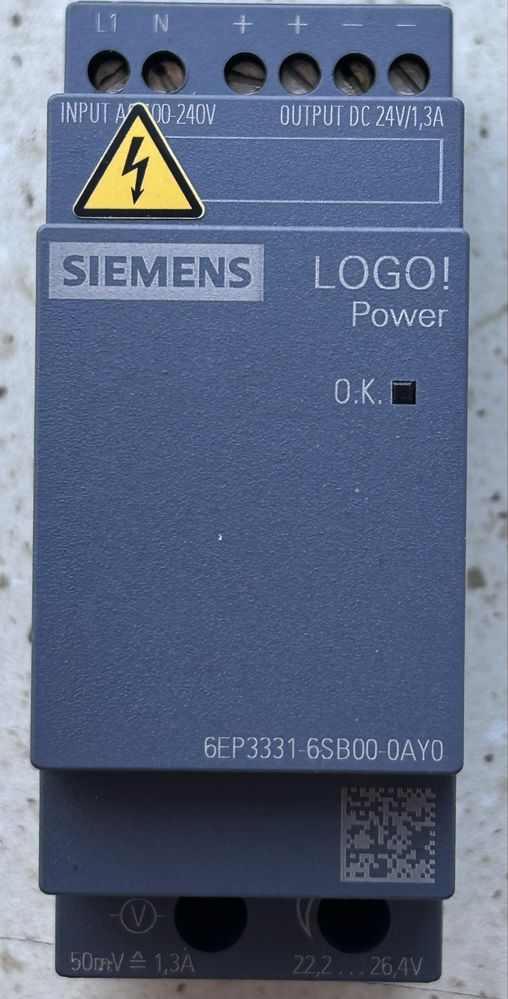 L1 N + + − −
INPUT AC 100-240V OUTPUT DC 24V/1,3A
SIEMENS LOGO!
Power
O.K.
6EP3331-6SB00-0AY0
V
50mV ≙ 1,3A 22,2 ... 26,4V